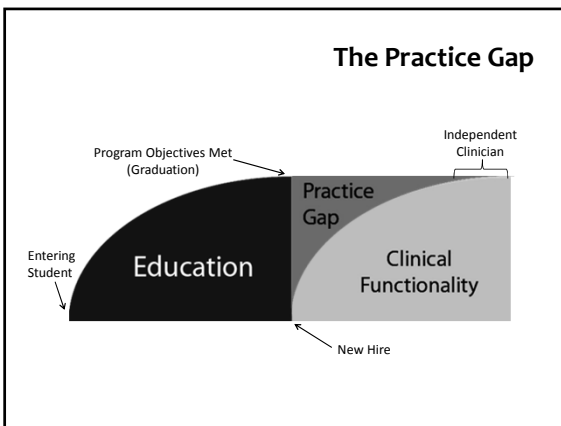 The Practice Gap
Independent
Clinician
Program Objectives Met
(Graduation)
Practice
Gap
Entering
Student
Education
Clinical
Functionality
New Hire